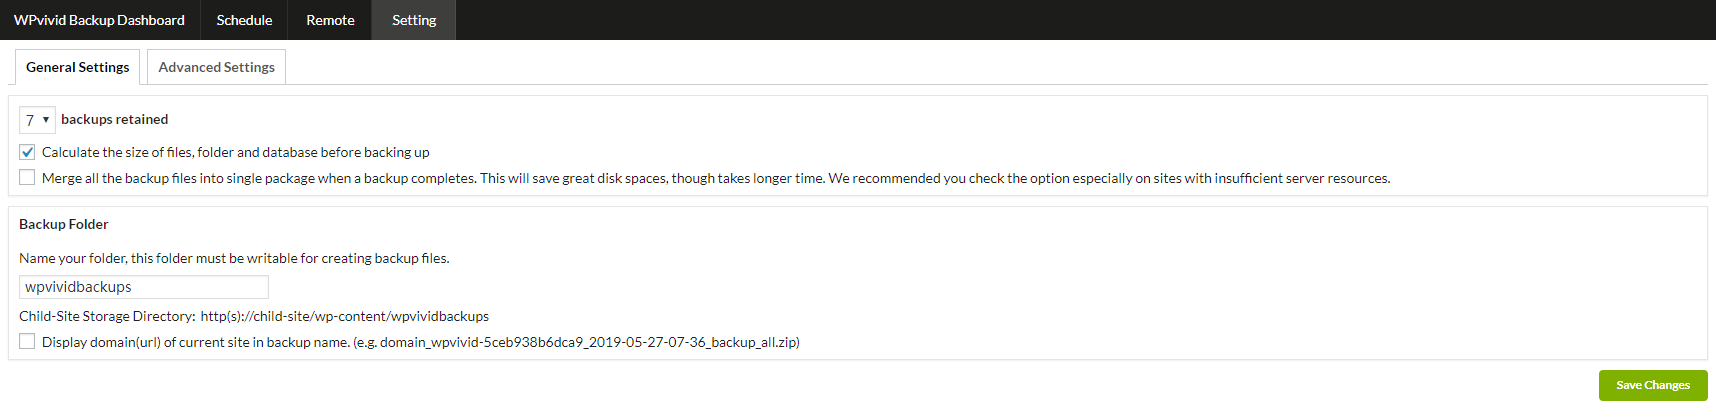 WPvivid Backup Dashboard Schedule Remote Setting
General Settings Advanced Settings
7 backups retained
Calculate the size of files, folder and database before backing up
Merge all the backup files into single package when a backup completes. This will save great disk spaces, though takes longer time. We recommended you check the option especially on sites with insufficient server resources.
Backup Folder
Name your folder, this folder must be writable for creating backup files.
wpvividbackups
Child-Site Storage Directory: http(s)://child-site/wp-content/wpvividbackups
Display domain(url) of current site in backup name. (e.g. domain_wpvivid-5ceb938b6dca9_2019-05-27-07-36_backup_all.zip)
Save Changes